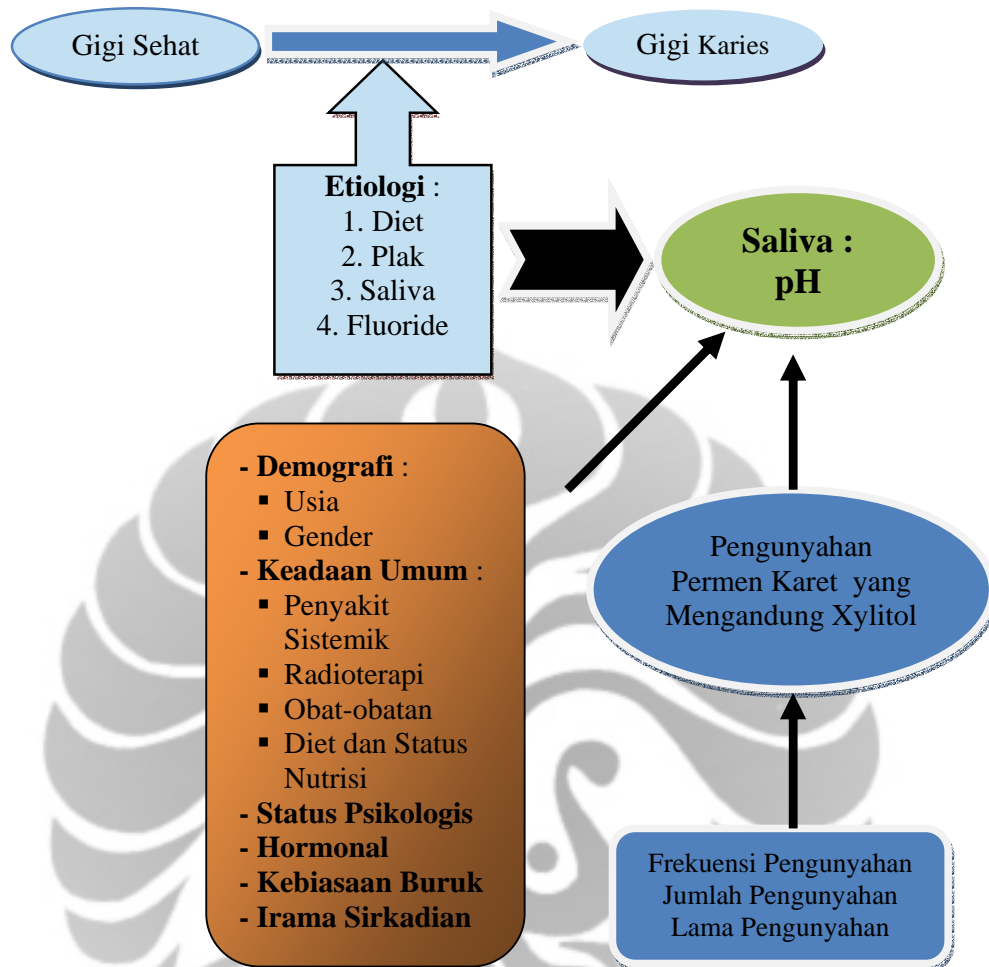 Gigi Sehat
Gigi Karies
Etiologi :
1. Diet
2. Plak
3. Saliva
4. Fluoride
Saliva :
pH
- Demografi :
▪ Usia
▪ Gender
- Keadaan Umum :
▪ Penyakit
Sistemik
▪ Radioterapi
▪ Obat-obatan
▪ Diet dan Status
Nutrisi
- Status Psikologis
- Hormonal
- Kebiasaan Buruk
- Irama Sirkadian
Pengunyahan
Permen Karet yang
Mengandung Xylitol
Frekuensi Pengunyahan
Jumlah Pengunyahan
Lama Pengunyahan